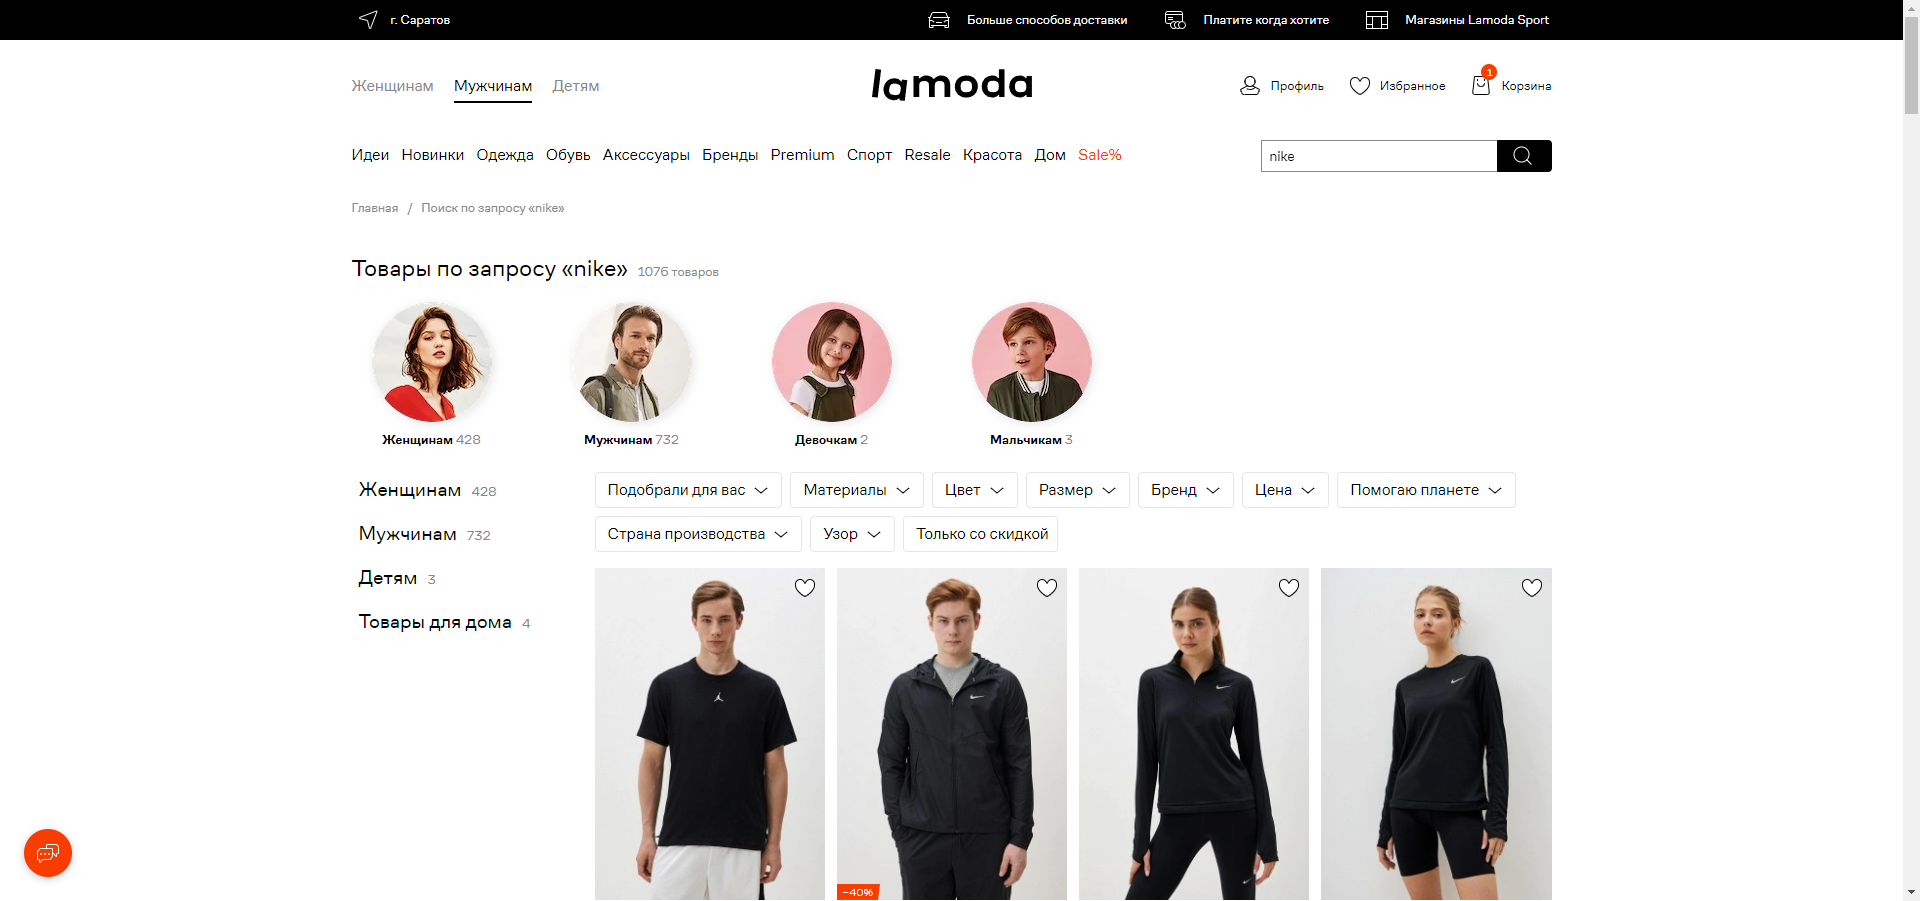 г. Саратов
Больше способов доставки
Платите когда хотите
Магазины Lamoda Sport
Женщинам Мужчинам Детям
lamoda
Профиль
Избранное
1
Корзина
Идеи Новинки Одежда Обувь Аксессуары Бренды Premium Спорт Resale Красота Дом Sale%
nike
Главная / Поиск по запросу «nike»
Товары по запросу «nike» 1076 товаров
Женщинам 428
Мужчинам 732
Девочкам 2
Мальчикам 3
Женщинам 428
Мужчинам 732
Детям 3
Товары для дома 4
Подобрали для вас
Материалы
Цвет
Размер
Бренд
Цена
Помогаю планете
Страна производства
Узор
Только со скидкой
−40%